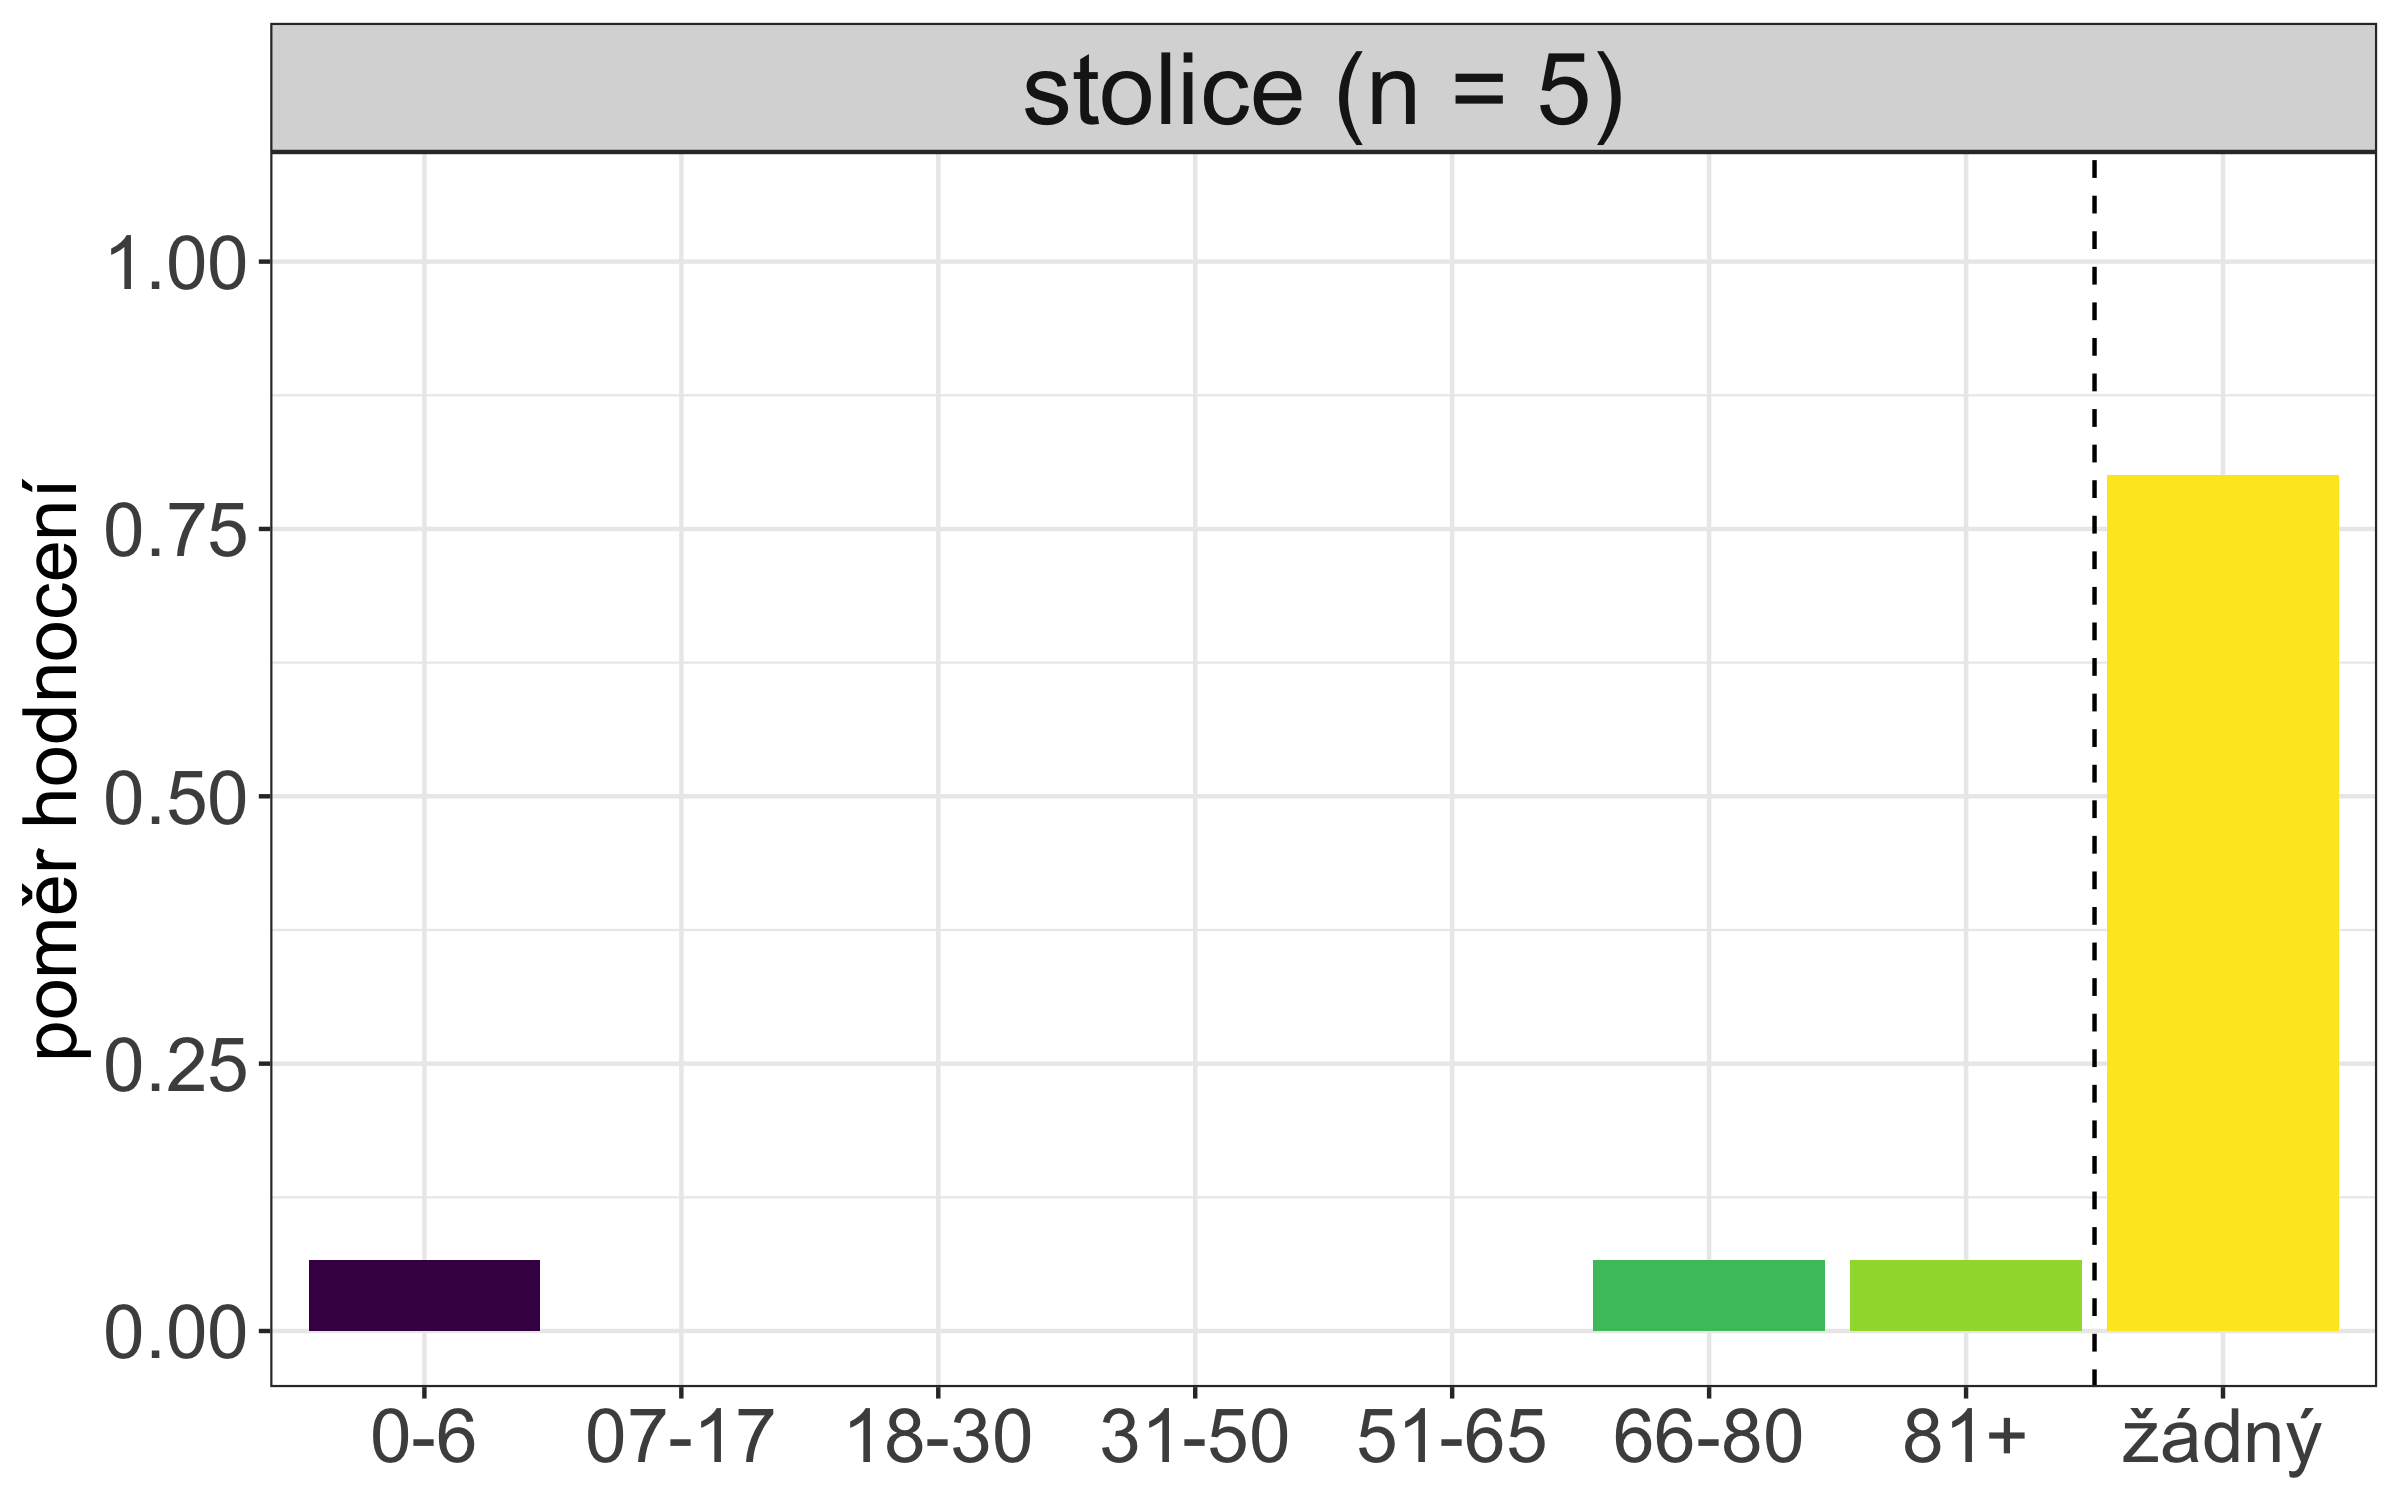 stolice (n = 5)
poměr hodnocení
1.00
0.75
0.50
0.25
0.00
0-6 07-17 18-30 31-50 51-65 66-80 81+ žádný